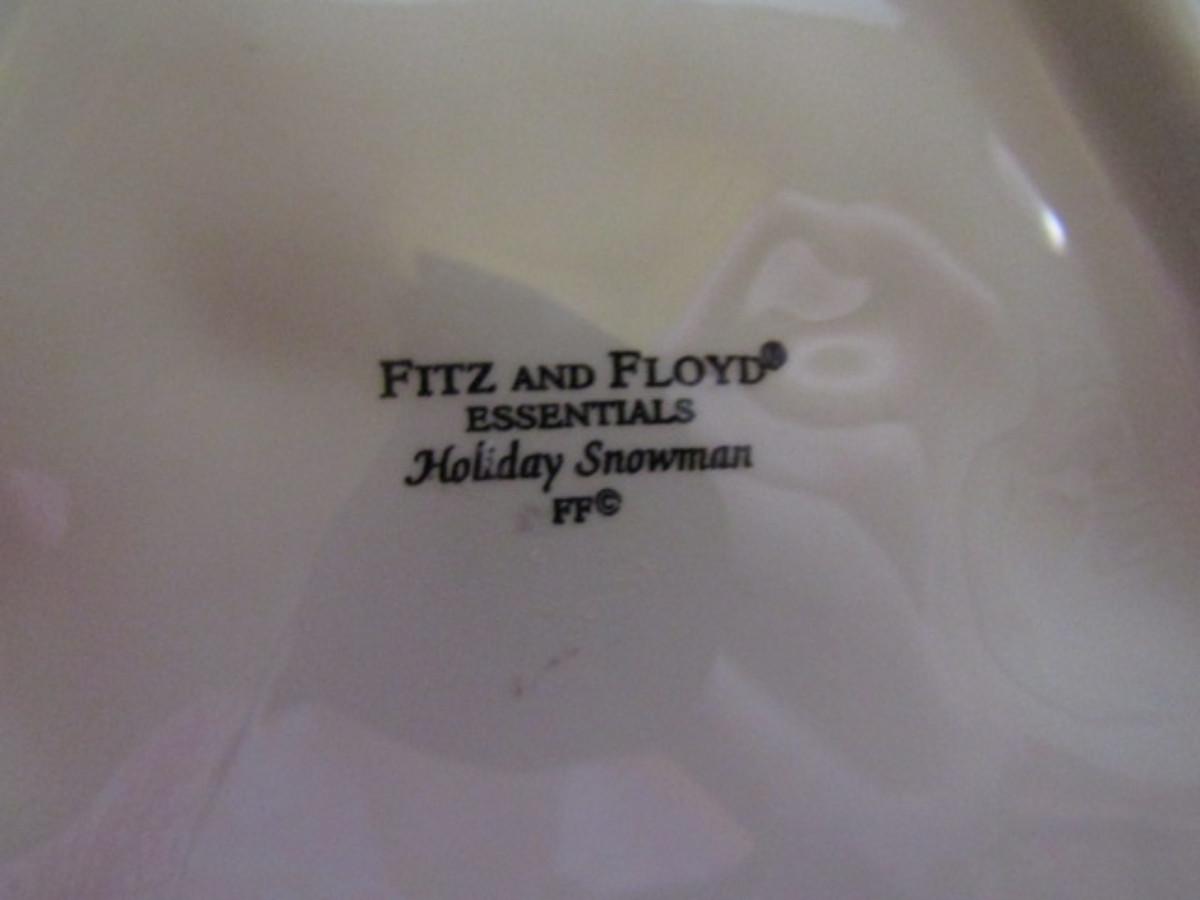 FITZ AND FLOYD®
ESSENTIALS
Holiday Snowman
FF©